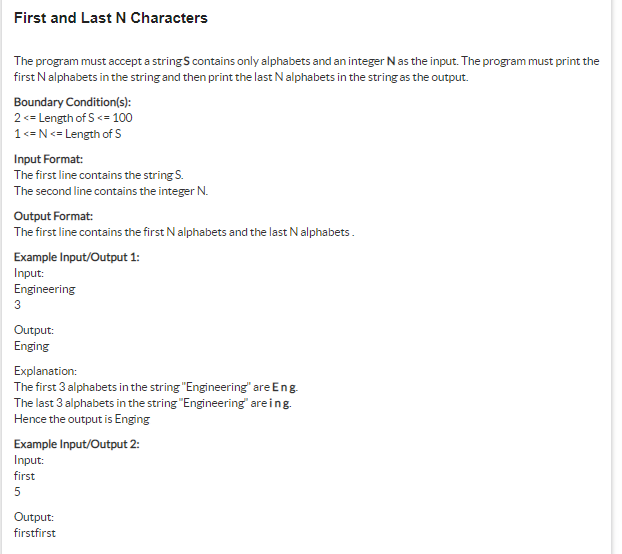 First and Last N Characters
The program must accept a string S contains only alphabets and an integer N as the input. The program must print the
first N alphabets in the string and then print the last N alphabets in the string as the output.
Boundary Condition(s):
2 <= Length of S <= 100
1 <= N <= Length of S
Input Format:
The first line contains the string S.
The second line contains the integer N.
Output Format:
The first line contains the first N alphabets and the last N alphabets .
Example Input/Output 1:
Input:
Engineering
3
Output:
Enging
Explanation:
The first 3 alphabets in the string "Engineering" are E n g.
The last 3 alphabets in the string "Engineering" are i n g.
Hence the output is Enging
Example Input/Output 2:
Input:
first
5
Output:
firstfirst